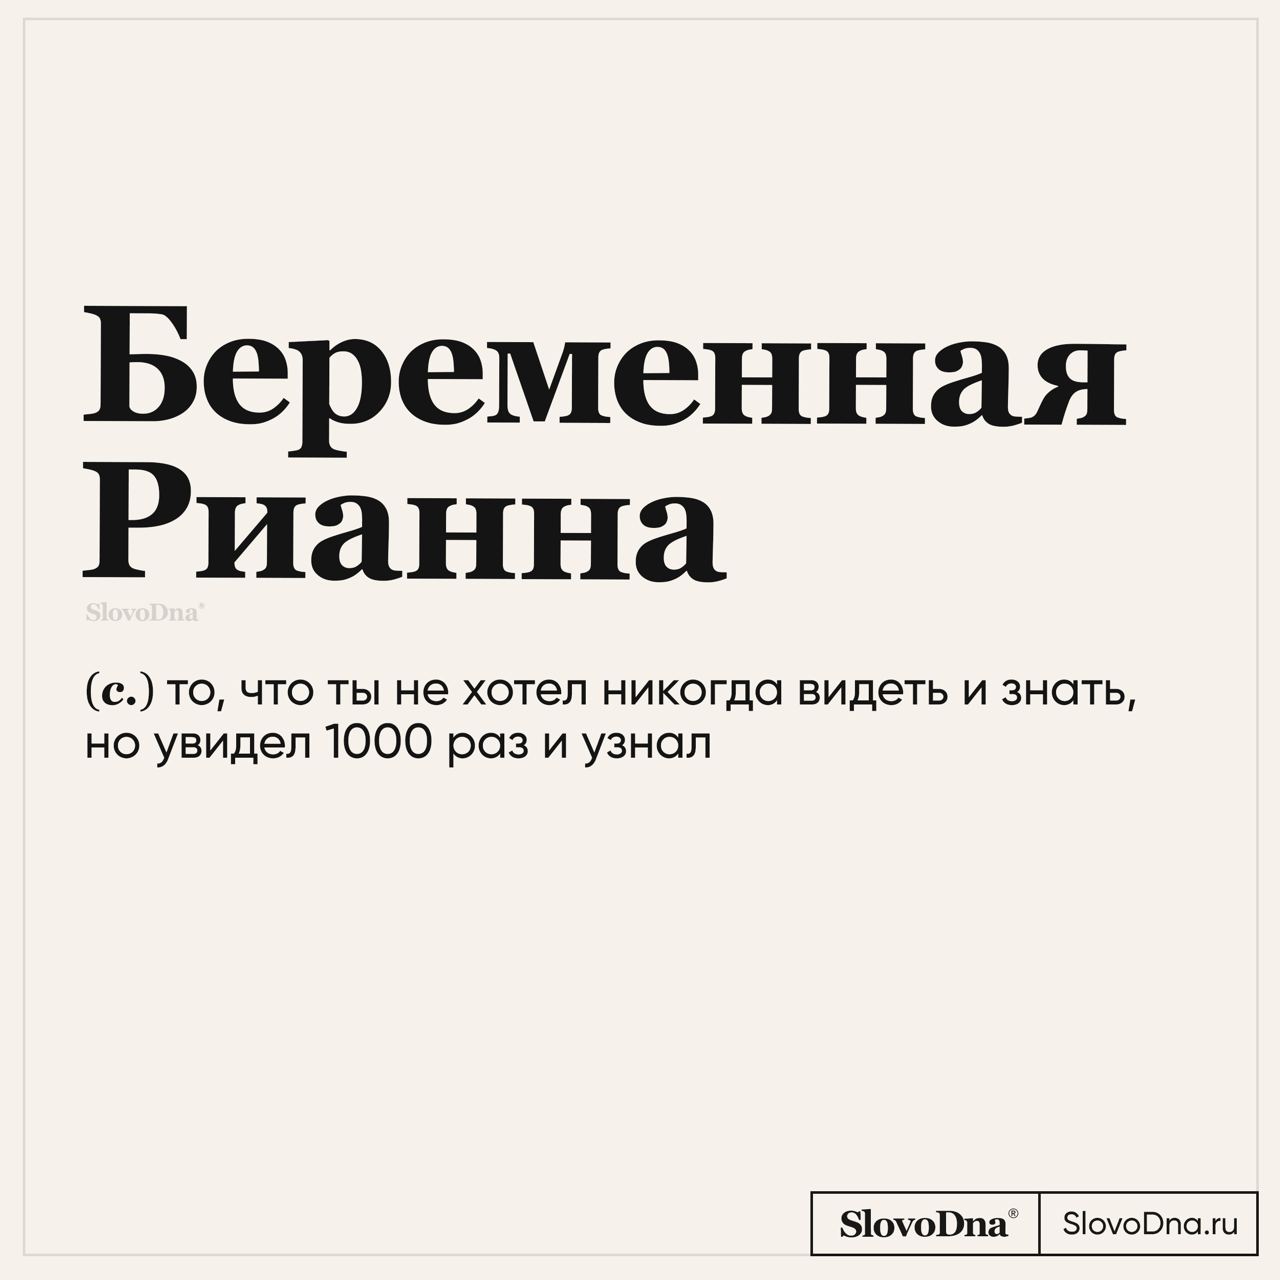 Беременная
Рианна
SlovoDna®
(с.) то, что ты не хотел никогда видеть и знать,
но увидел 1000 раз и узнал
SlovoDna® SlovoDna.ru